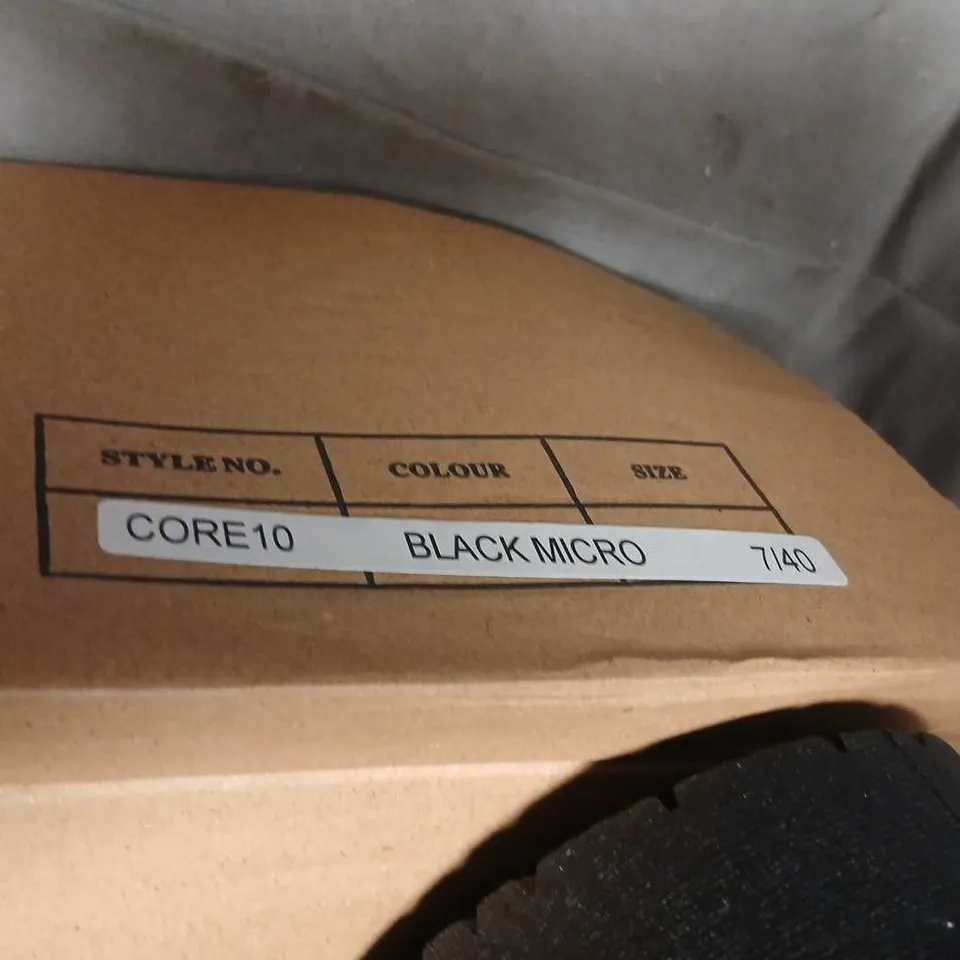 STYLE NO. COLOUR SIZE
CORE10 BLACK MICRO 7/40